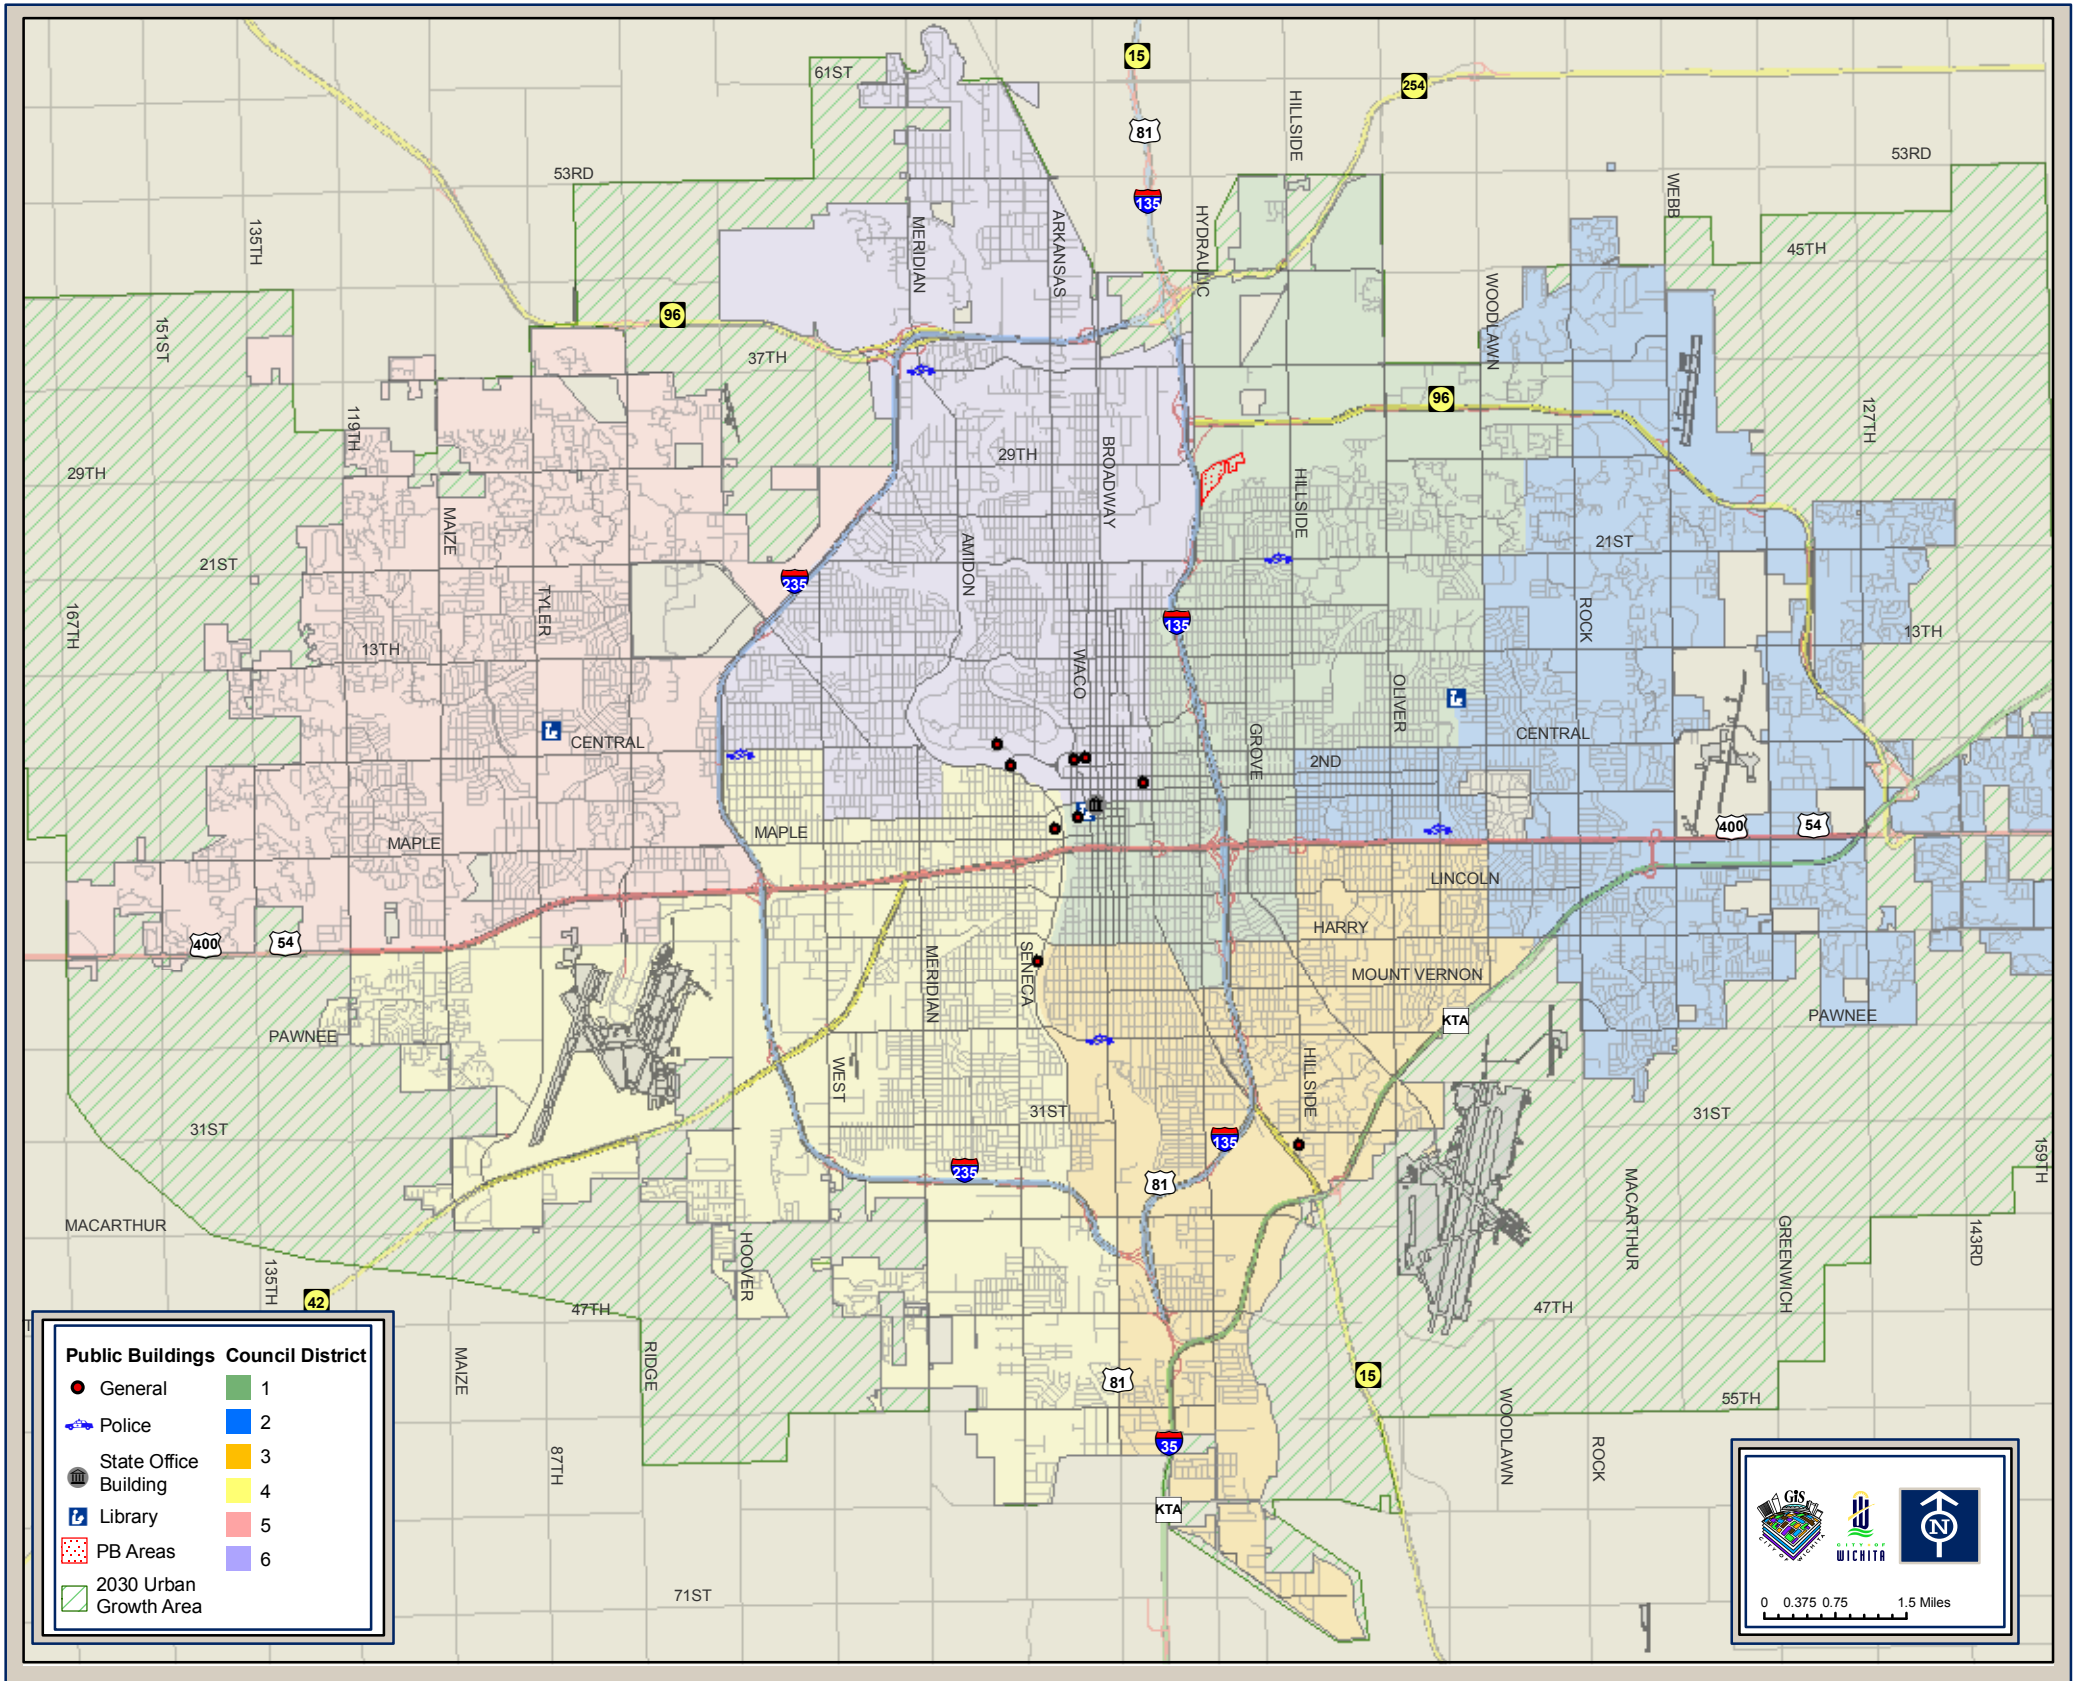 15
61ST
254
HILLSIDE
81
53RD
53RD
WEBB
135
135TH
MERIDIAN
ARKANSAS
HYDRAULIC
45TH
96
151ST
WOODLAWN
37TH
96
119TH
127TH
29TH
BROADWAY
29TH
HILLSIDE
MAIZE
21ST
21ST
AMIDON
235
TYLER
167TH
135
ROCK
13TH
13TH
WACO
OLIVER
CENTRAL
GROVE
CENTRAL
2ND
MAPLE
MAPLE
400
54
LINCOLN
HARRY
400
54
MERIDIAN
SENECA
MOUNT VERNON
PAWNEE
PAWNEE
KTA
WEST
HILLSIDE
31ST
31ST
31ST
135
235
81
159TH
MACARTHUR
MACARTHUR
GREENWICH
143RD
HOOVER
135TH
42
47TH
47TH
MAIZE
RIDGE
81
15
55TH
WOODLAWN
ROCK
35
87TH
KTA
71ST
Public Buildings
General
Police
State Office
Building
Library
PB Areas
2030 Urban
Growth Area
Council District
1
2
3
4
5
6
GIS
CITY OF WICHITA
CITY OF
WICHITA
N
0 0.375 0.75 1.5 Miles